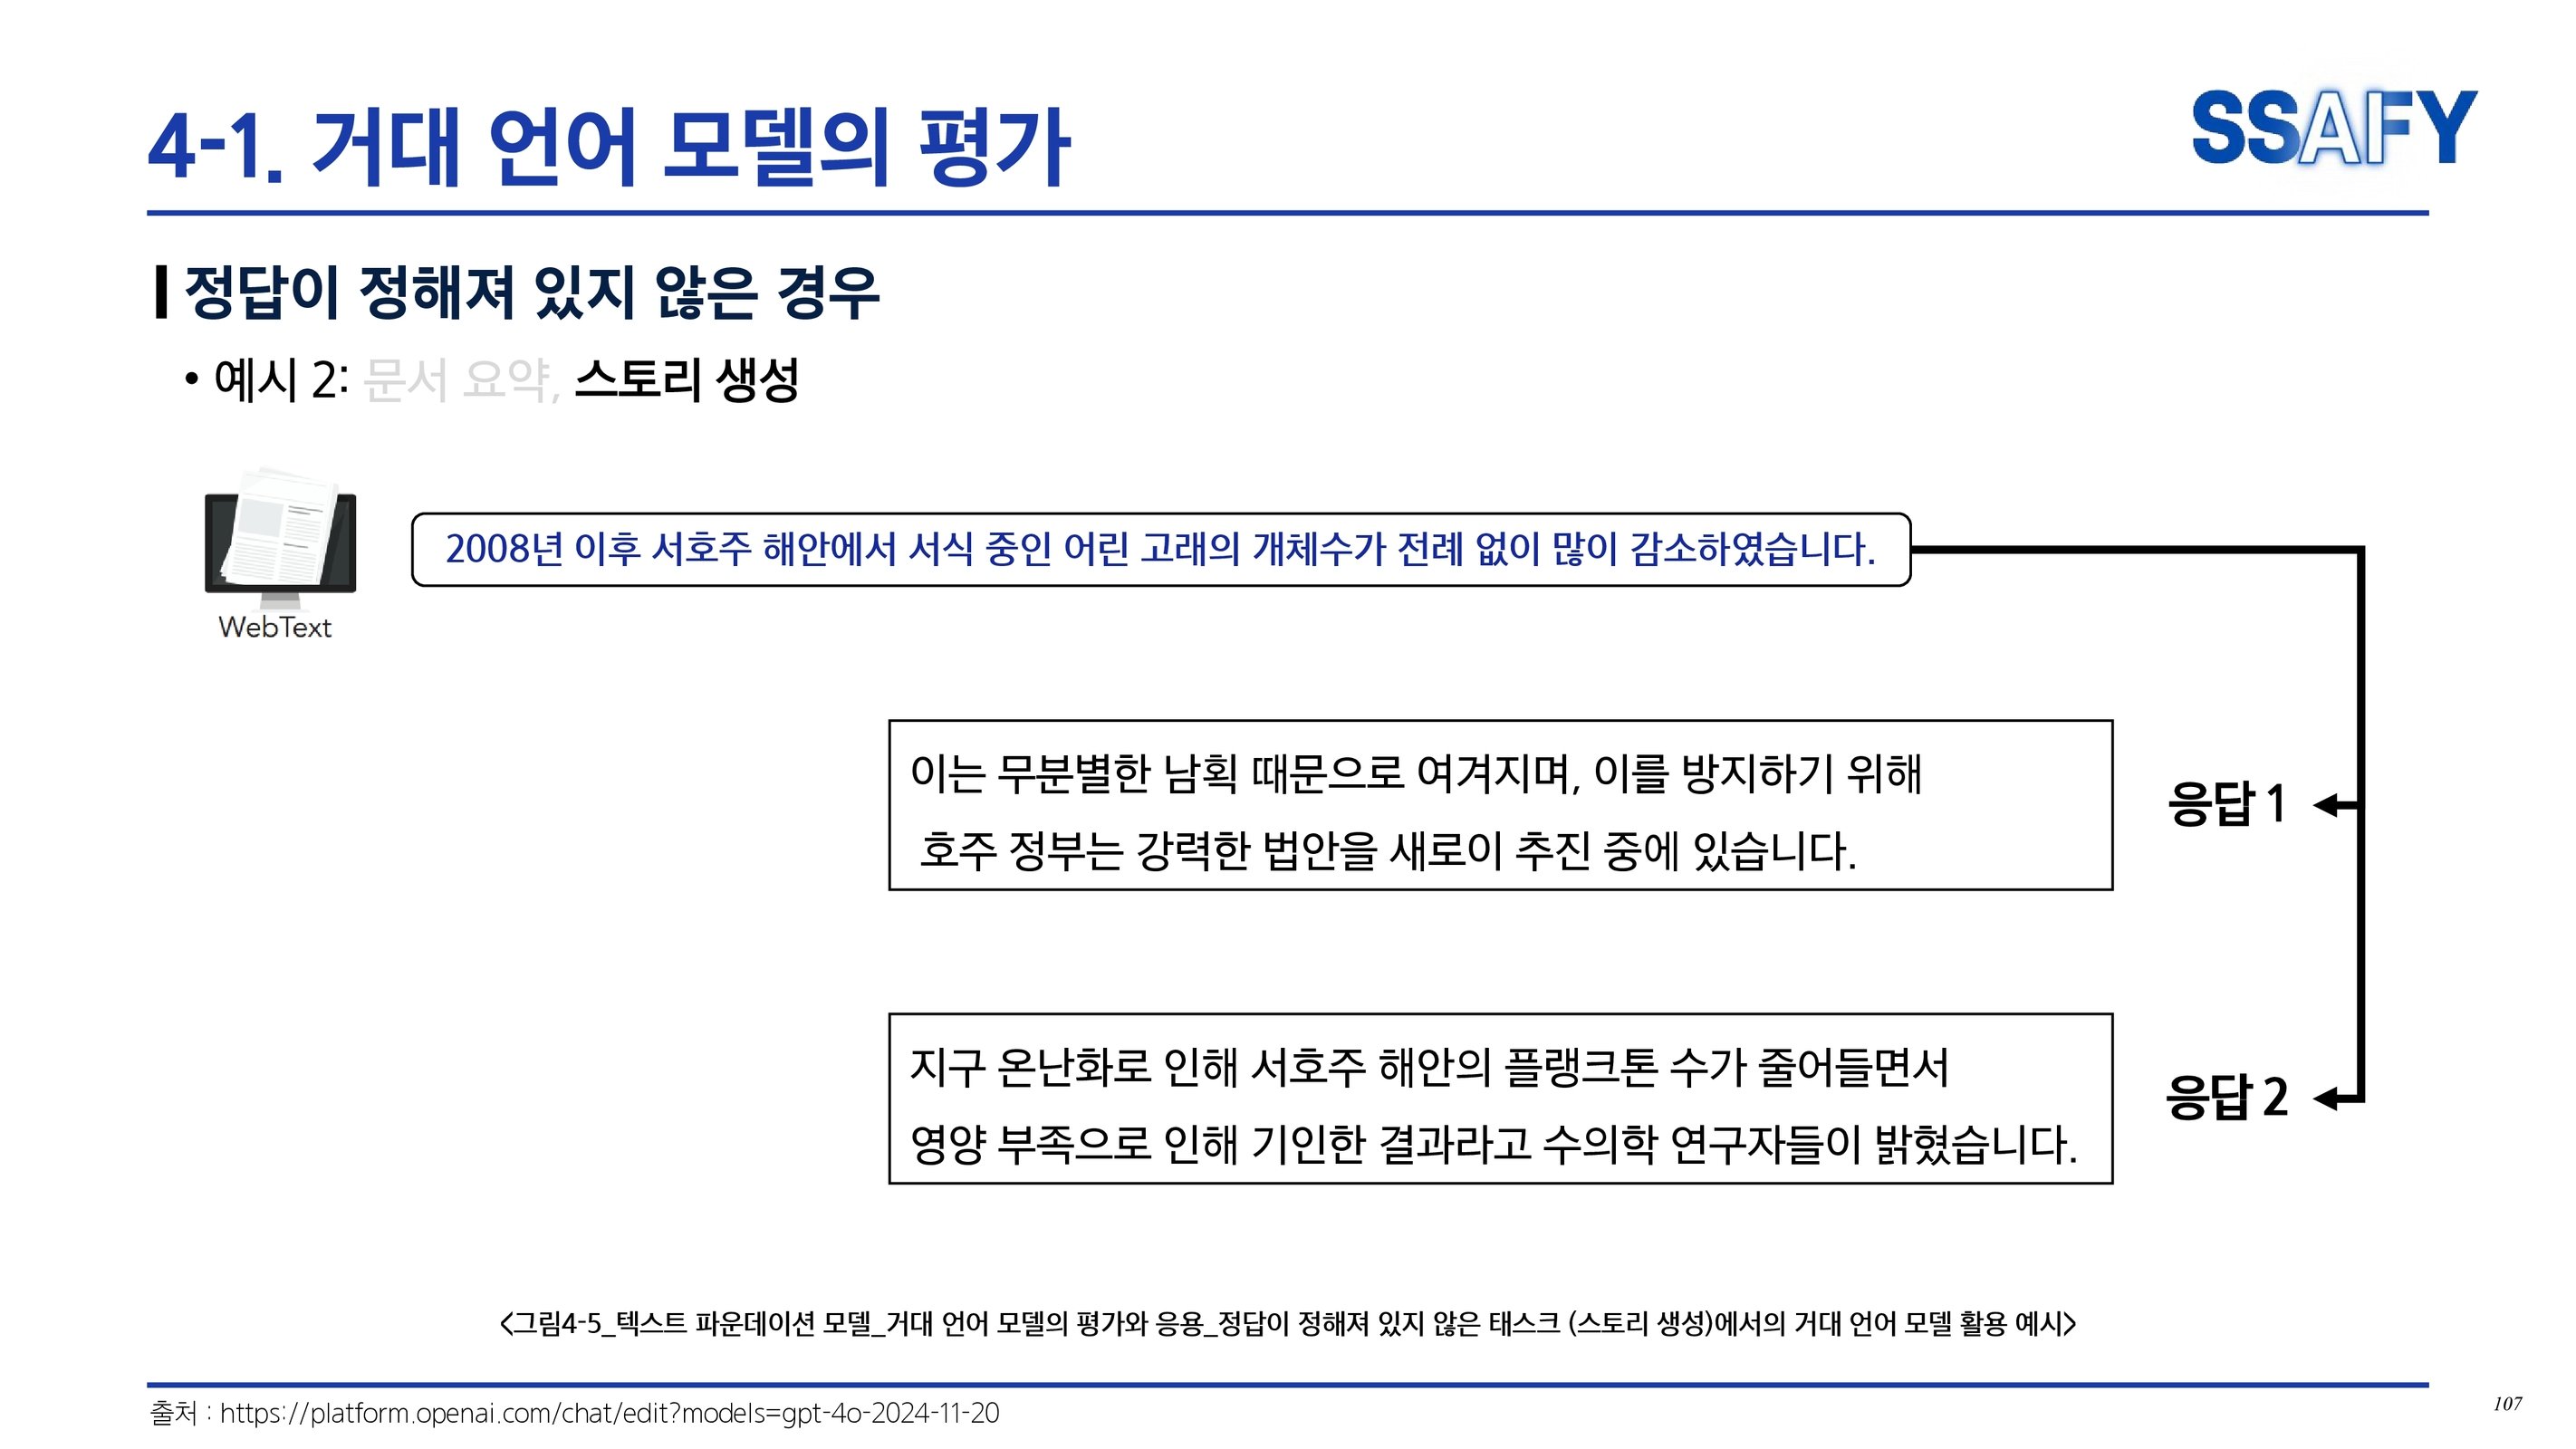 4-1. 거대 언어 모델의 평가
SSAFY
정답이 정해져 있지 않은 경우
• 예시 2: 문서 요약, 스토리 생성
2008년 이후 서호주 해안에서 서식 중인 어린 고래의 개체수가 전례 없이 많이 감소하였습니다.
WebText
이는 무분별한 남획 때문으로 여겨지며, 이를 방지하기 위해
호주 정부는 강력한 법안을 새로이 추진 중에 있습니다.
응답 1
지구 온난화로 인해 서호주 해안의 플랭크톤 수가 줄어들면서
영양 부족으로 인해 기인한 결과라고 수의학 연구자들이 밝혔습니다.
응답 2
<그림4-5_텍스트 파운데이션 모델_거대 언어 모델의 평가와 응용_정답이 정해져 있지 않은 태스크 (스토리 생성)에서의 거대 언어 모델 활용 예시>
출처 : https://platform.openai.com/chat/edit?models=gpt-4o-2024-11-20
107